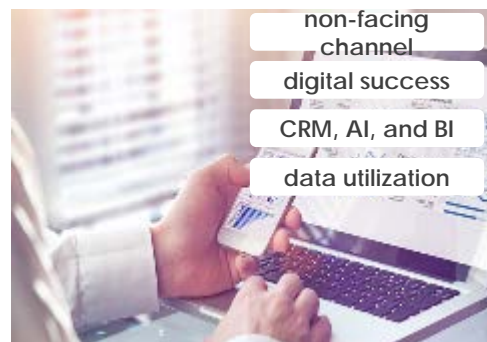 non-facing
channel
digital success
CRM, AI, and BI
data utilization